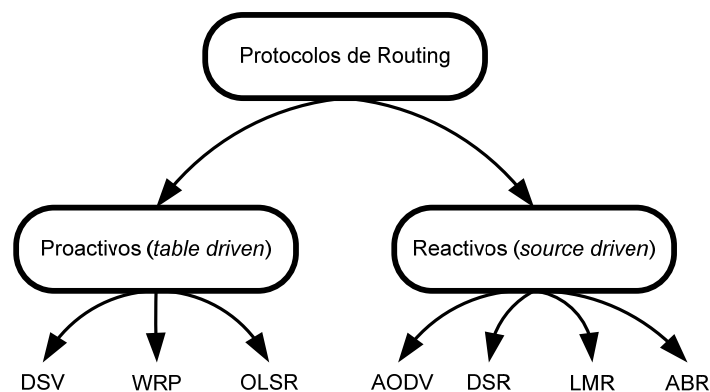 Protocolos de Routing
Proactivos (table driven)
Reactivos (source driven)
DSV
WRP
OLSR
AODV
DSR
LMR
ABR